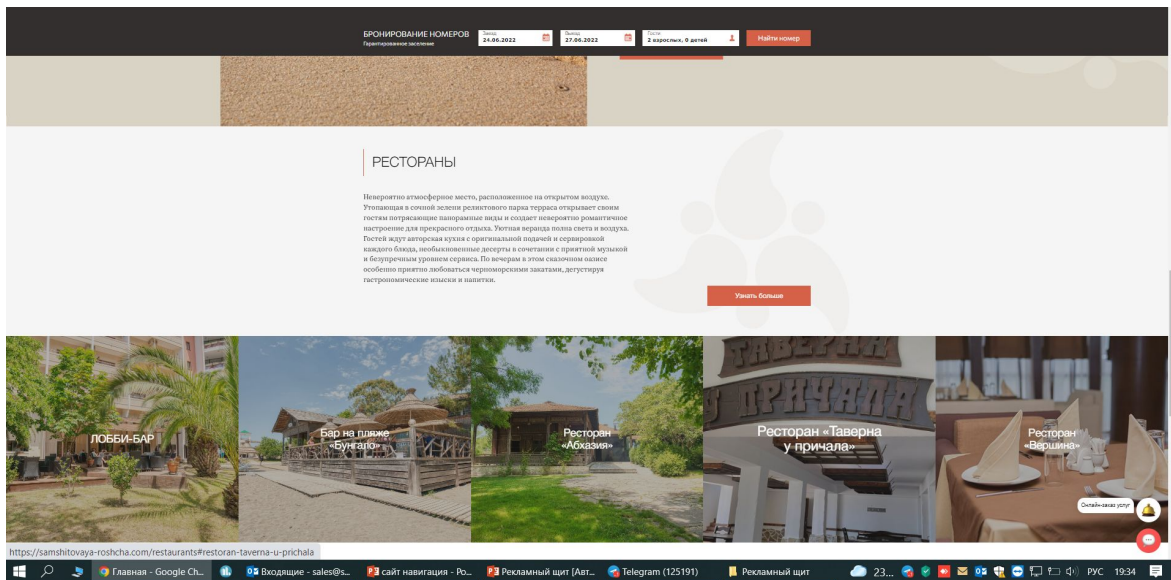 БРОНИРОВАНИЕ НОМЕРОВ
Гарантированное заселение
Заезд
24.06.2022
Выезд
27.06.2022
Гости
2 взрослых, 0 детей
Найти номер
РЕСТОРАНЫ
Невероятно атмосферное место, расположенное на открытом воздухе.
Утопающая в сочной зелени реликтового парка терраса открывает своим
гостям потрясающие панорамные виды и создает невероятно романтичное
настроение для прекрасного отдыха. Уютная веранда полна света и воздуха.
Гостей ждут авторская кухня с оригинальной подачей и сервировкой
каждого блюда, необыкновенные десерты в сочетании с приятной музыкой
и безупречным уровнем сервиса. По вечерам в этом сказочном оазисе
особенно приятно любоваться черноморскими закатами, дегустируя
гастрономические изыски и напитки.
Узнать больше
ЛОББИ-БАР
Бар на пляже
«Бунгало»
Ресторан
«Абхазия»
ТАВЕРНА
У ПРИЧАЛА
Ресторан «Таверна
у причала»
Ресторан
«Вершина»
Онлайн-заказ услуг
https://samshitovaya-roshcha.com/restaurants#restoran-taverna-u-prichala
Главная - Google Ch...
Входящие - sales@s...
сайт навигация - Po...
Рекламный щит [Авт...
Telegram (125191)
Рекламный щит
23...
РУС
19:34